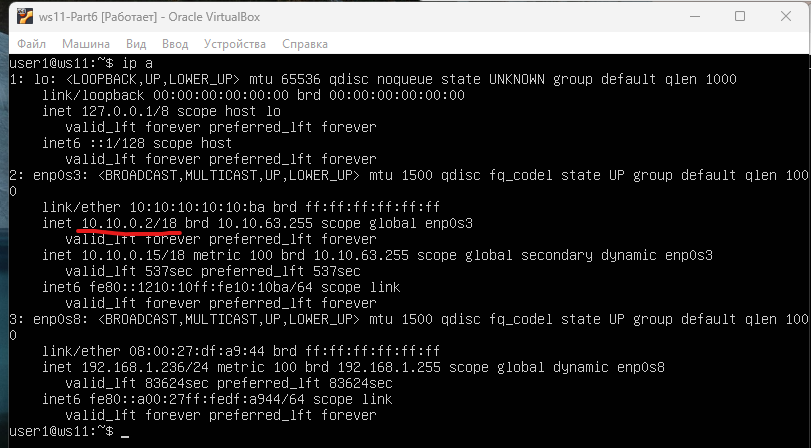 ws11-Part6 [Работает] - Oracle VirtualBox
Файл Машина Вид Ввод Устройства Справка
user1@ws11:~$ ip a
1: lo: <LOOPBACK,UP,LOWER_UP> mtu 65536 qdisc noqueue state UNKNOWN group default qlen 1000
    link/loopback 00:00:00:00:00:00 brd 00:00:00:00:00:00
    inet 127.0.0.1/8 scope host lo
       valid_lft forever preferred_lft forever
    inet6 ::1/128 scope host
       valid_lft forever preferred_lft forever
2: enp0s3: <BROADCAST,MULTICAST,UP,LOWER_UP> mtu 1500 qdisc fq_codel state UP group default qlen 100
0
    link/ether 10:10:10:10:10:ba brd ff:ff:ff:ff:ff:ff
    inet 10.10.0.2/18 brd 10.10.63.255 scope global enp0s3
       valid_lft forever preferred_lft forever
    inet 10.10.0.15/18 metric 100 brd 10.10.63.255 scope global secondary dynamic enp0s3
       valid_lft 537sec preferred_lft 537sec
    inet6 fe80::1210:10ff:fe10:10ba/64 scope link
       valid_lft forever preferred_lft forever
3: enp0s8: <BROADCAST,MULTICAST,UP,LOWER_UP> mtu 1500 qdisc fq_codel state UP group default qlen 100
0
    link/ether 08:00:27:df:a9:44 brd ff:ff:ff:ff:ff:ff
    inet 192.168.1.236/24 metric 100 brd 192.168.1.255 scope global dynamic enp0s8
       valid_lft 83624sec preferred_lft 83624sec
    inet6 fe80::a00:27ff:fedf:a944/64 scope link
       valid_lft forever preferred_lft forever
user1@ws11:~$ _